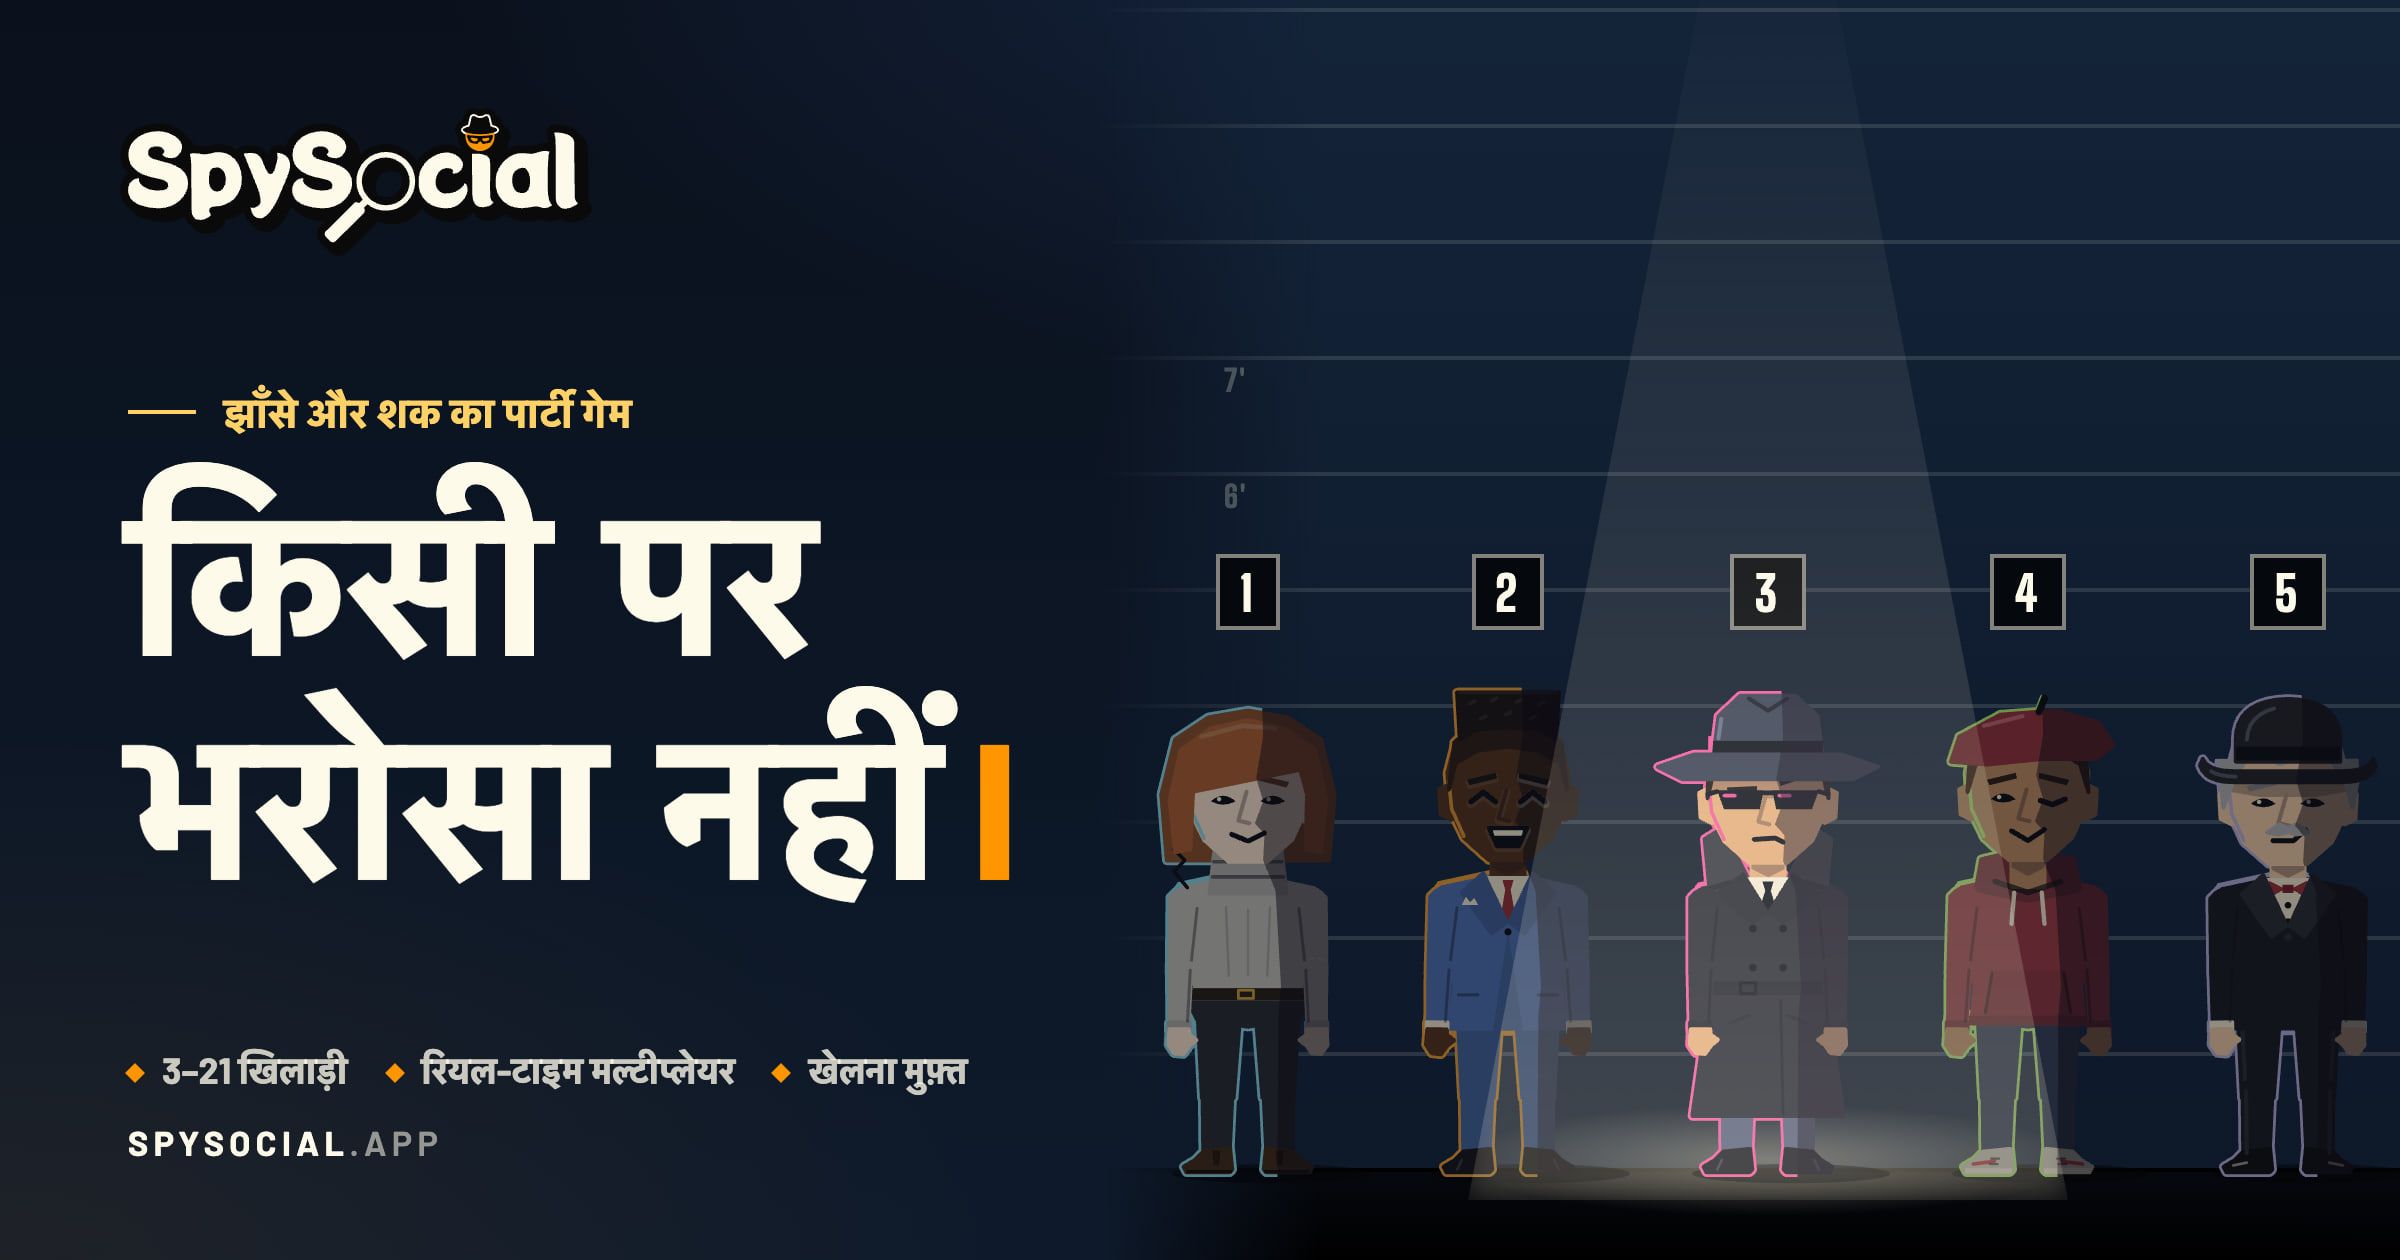 SpySocial
झाँसे और शक का पार्टी गेम
किसी पर
भरोसा नहीं।
3–21 खिलाड़ी रियल-टाइम मल्टीप्लेयर खेलना मुफ़्त
SPYSOCIAL.APP
7'
6'
1 2 3 4 5